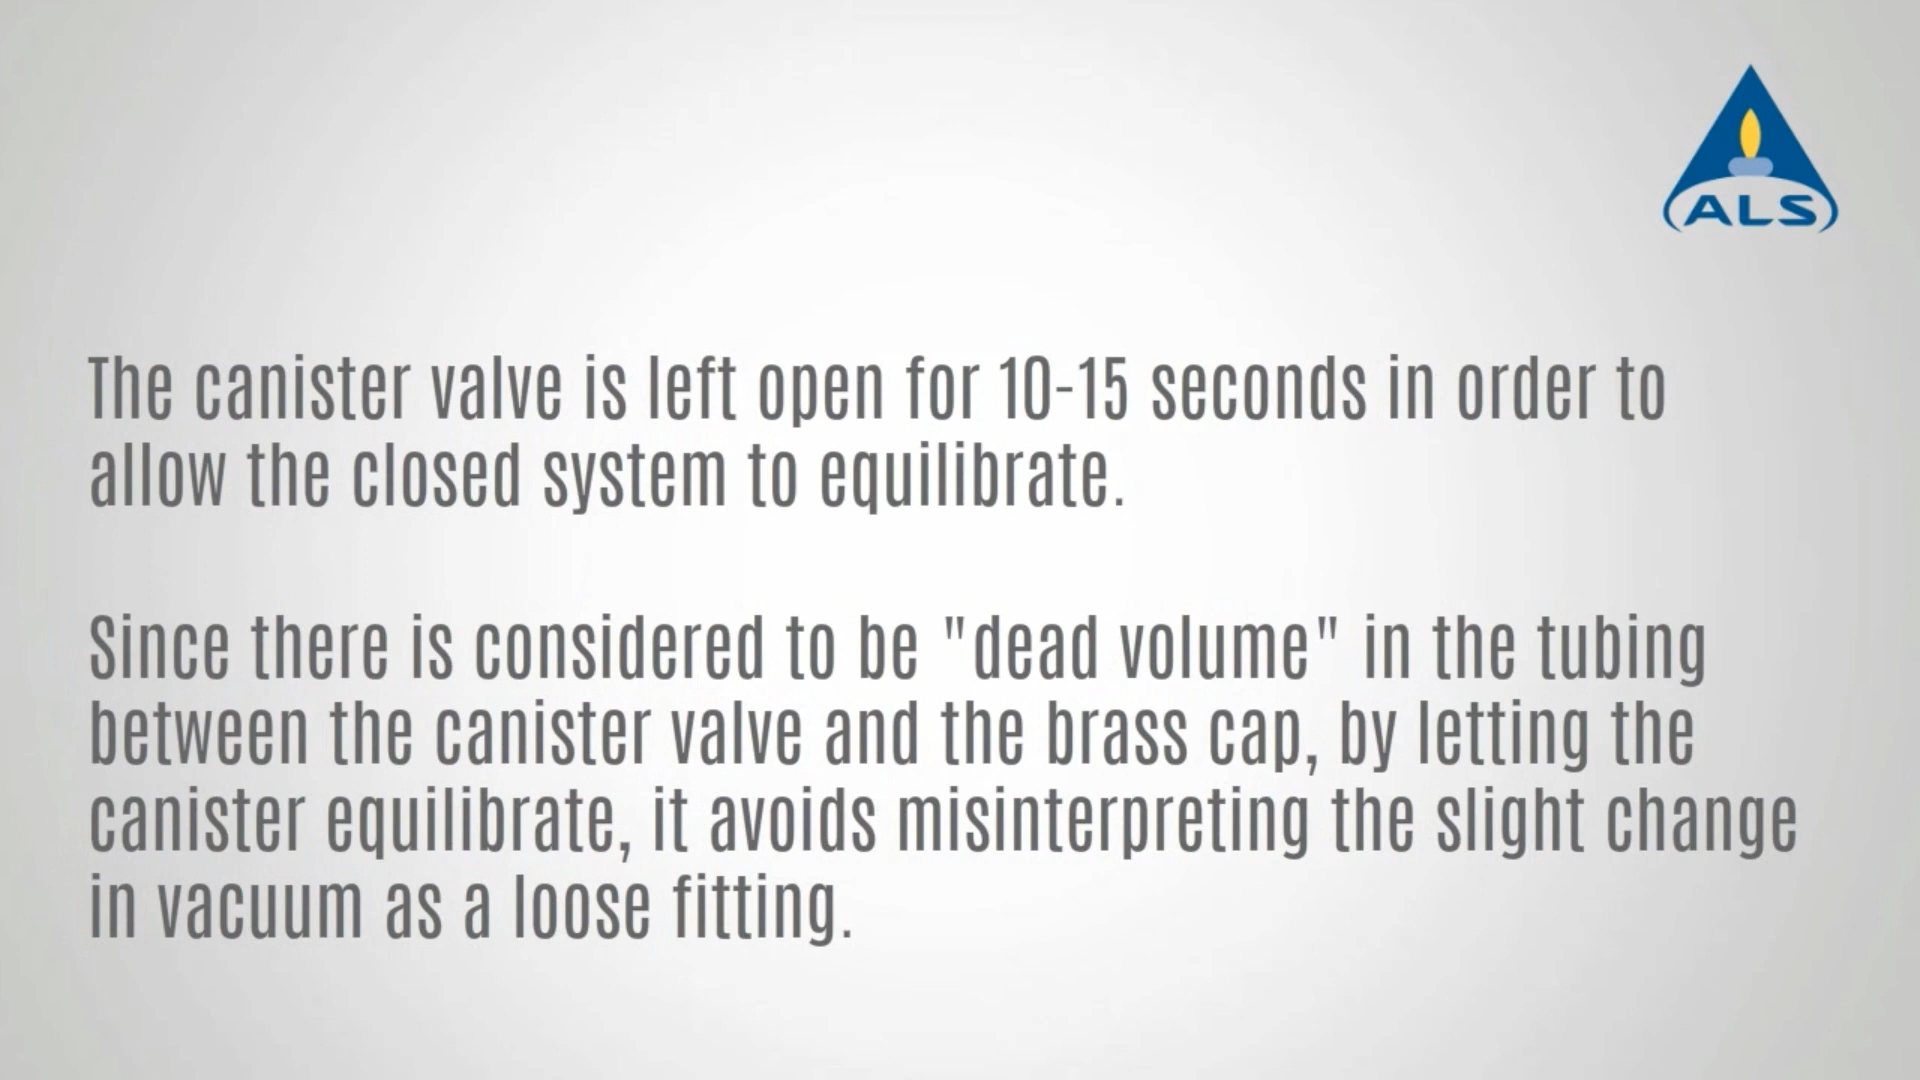 ALS
The canister valve is left open for 10-15 seconds in order to
allow the closed system to equilibrate.
Since there is considered to be "dead volume" in the tubing
between the canister valve and the brass cap, by letting the
canister equilibrate, it avoids misinterpreting the slight change
in vacuum as a loose fitting.